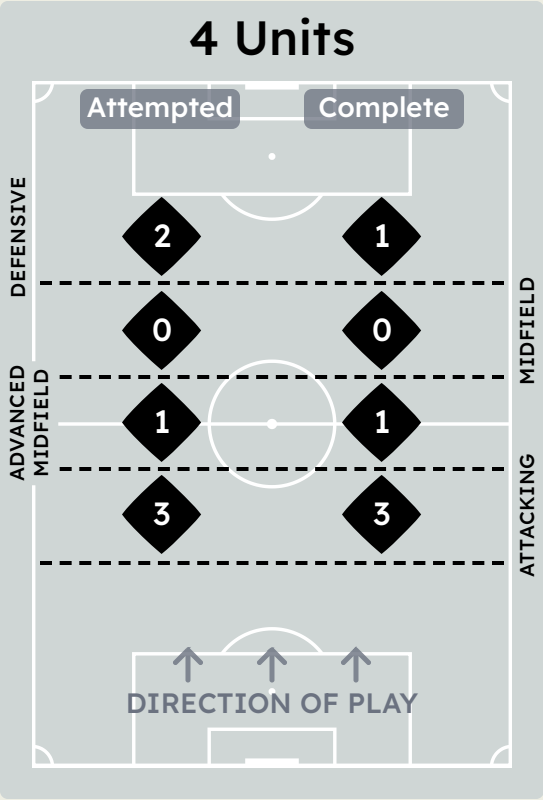 4 Units
Attempted Complete
DEFENSIVE
2 1
MIDFIELD
0 0
ADVANCED
MIDFIELD
1 1
ATTACKING
3 3
DIRECTION OF PLAY